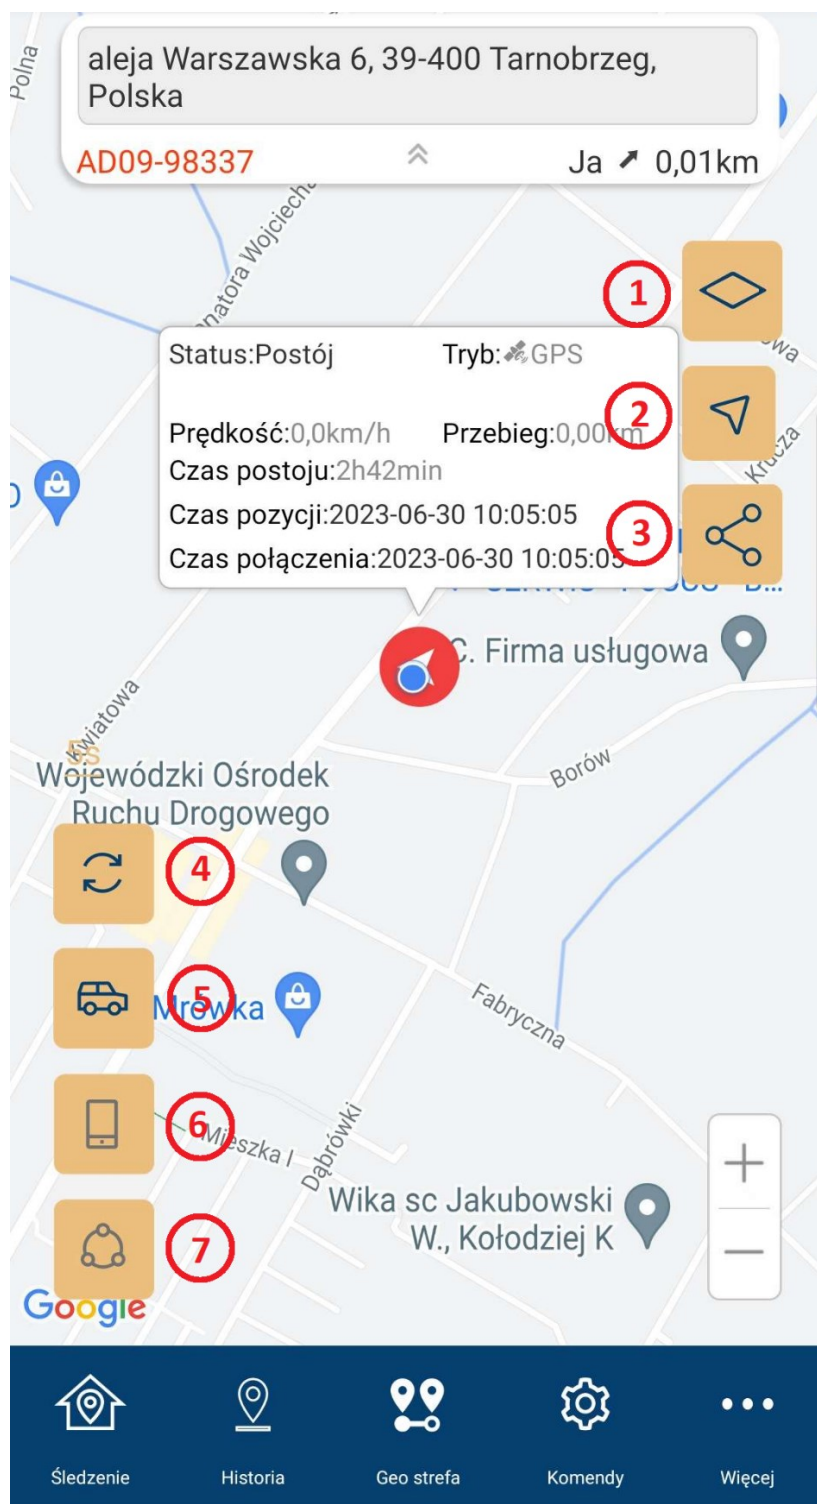 Polna
aleja Warszawska 6, 39-400 Tarnobrzeg,
Polska
AD09-98337
Ja
0,01km
1
Status:Postój
Tryb:
GPS
2
Prędkość:0,0km/h
Przebieg:0,00km
Krucza
Czas postoju:2h42min
Czas pozycji:2023-06-30 10:05:05
3
Czas połączenia:2023-06-30 10:05:05
C. Firma usługowa
Kwiatowa
5s
Borów
Wojewódzki Ośrodek
Ruchu Drogowego
4
5
Mrówka
Fabryczna
6
Mieszka I
Dąbrówki
Wika sc Jakubowski
W., Kołodziej K
7
Google
Śledzenie
Historia
Geo strefa
Komendy
Więcej